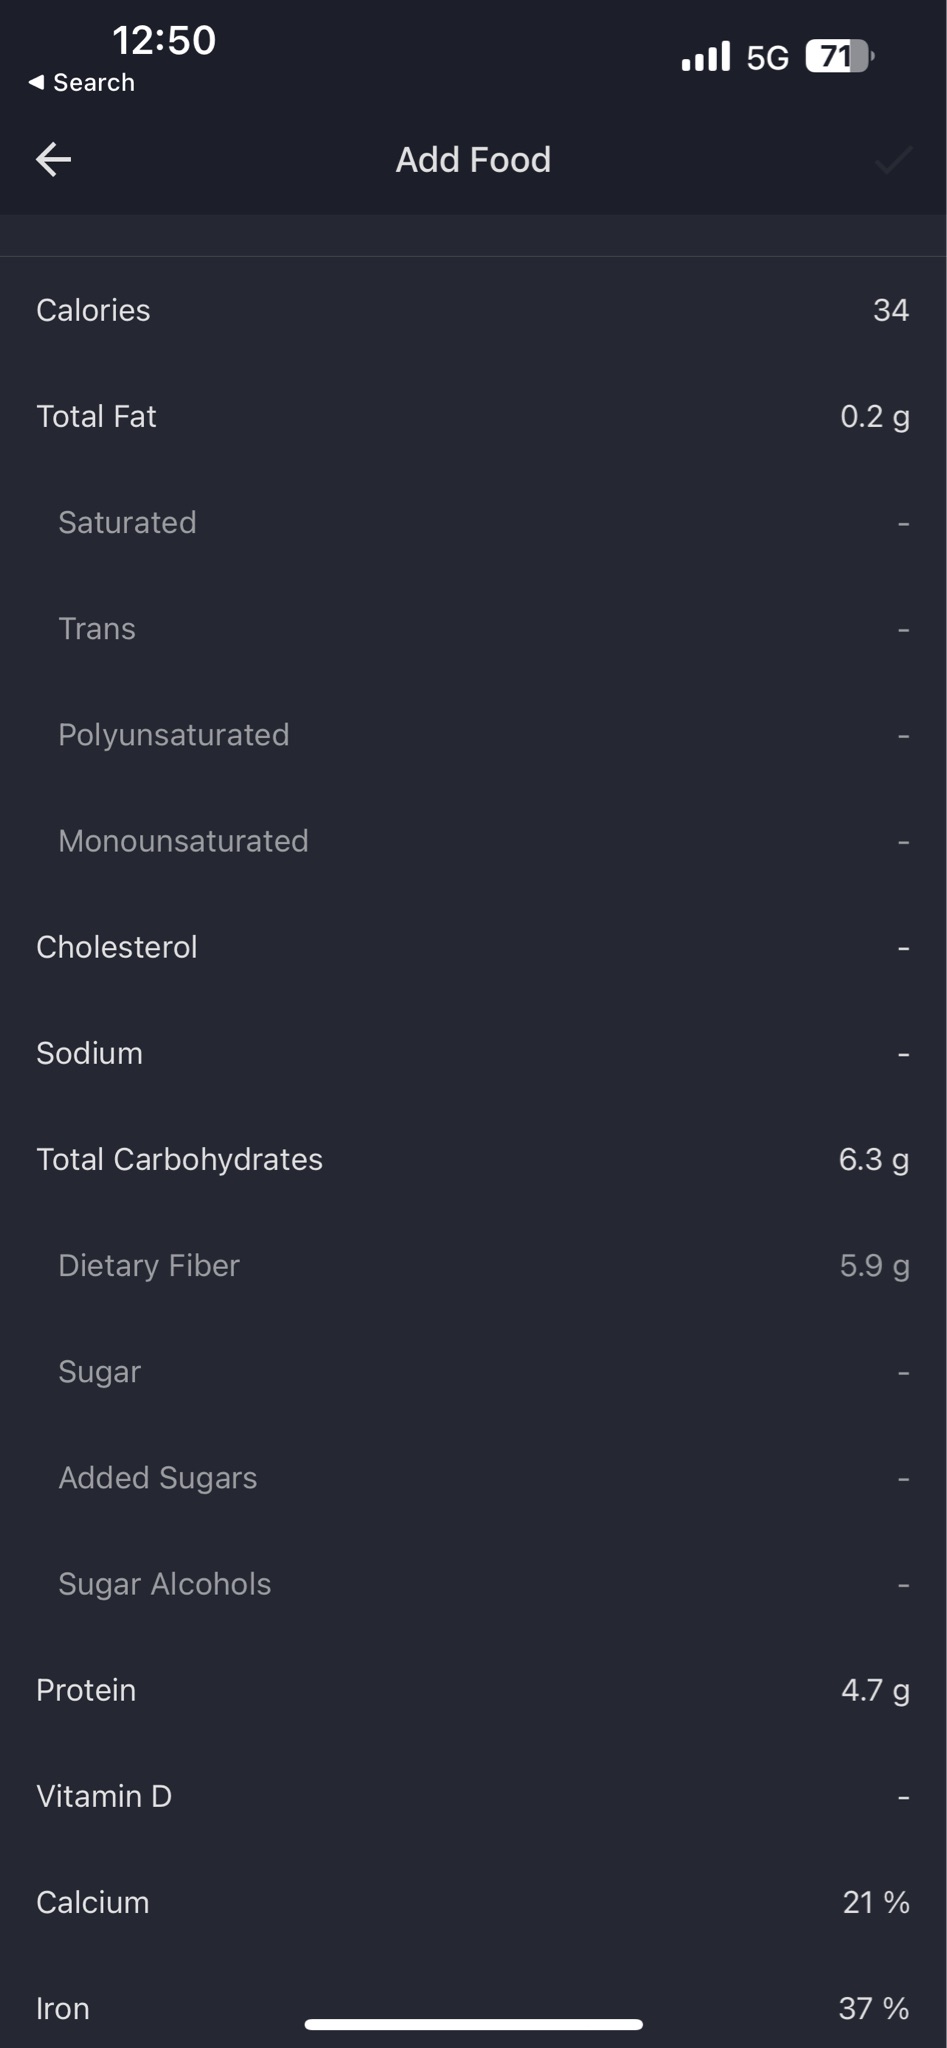 12:50
5G 71
◀ Search
Add Food
Calories 34
Total Fat 0.2 g
Saturated -
Trans -
Polyunsaturated -
Monounsaturated -
Cholesterol -
Sodium -
Total Carbohydrates 6.3 g
Dietary Fiber 5.9 g
Sugar -
Added Sugars -
Sugar Alcohols -
Protein 4.7 g
Vitamin D -
Calcium 21 %
Iron 37 %